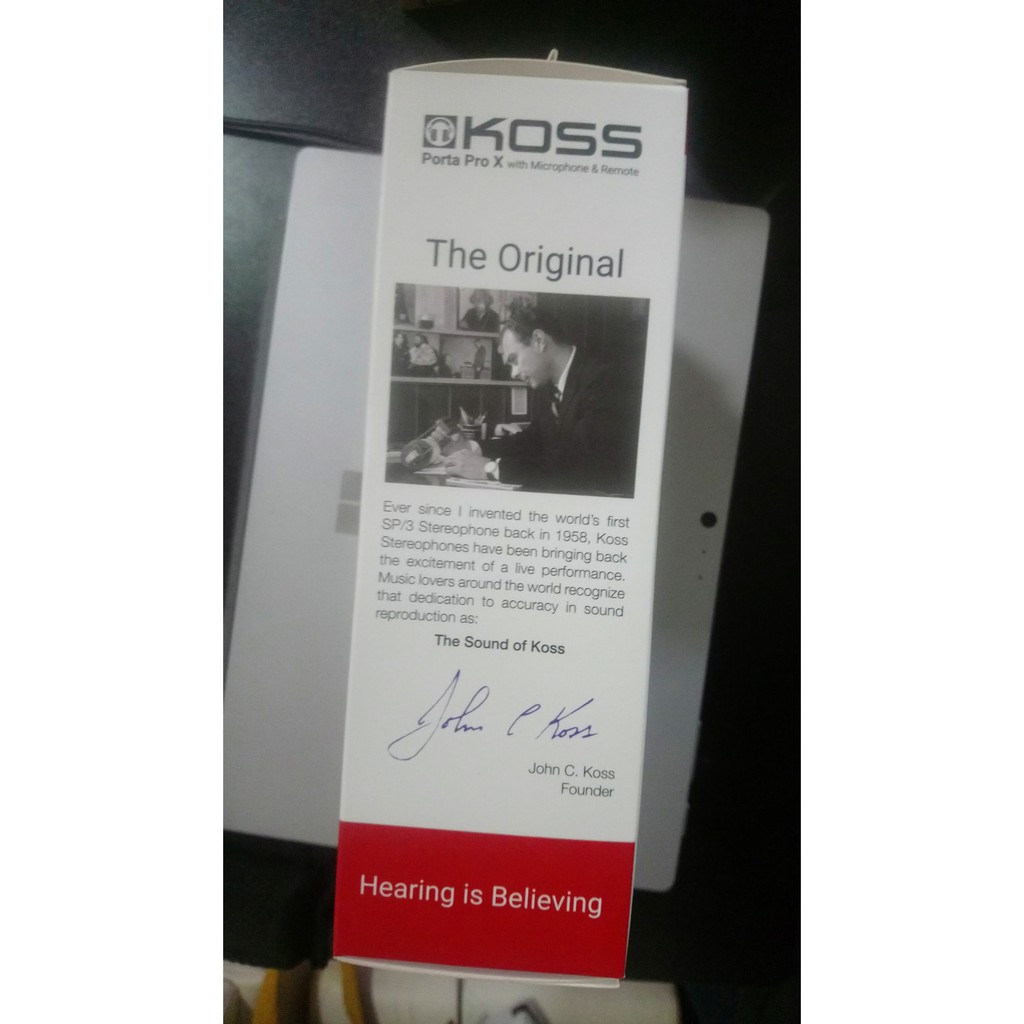 KOSS
Porta Pro X with Microphone & Remote
The Original
Ever since I invented the world's first
SP/3 Stereophone back in 1958, Koss
Stereophones have been bringing back
the excitement of a live performance.
Music lovers around the world recognize
that dedication to accuracy in sound
reproduction as:
The Sound of Koss
John C Koss
John C. Koss
Founder
Hearing is Believing